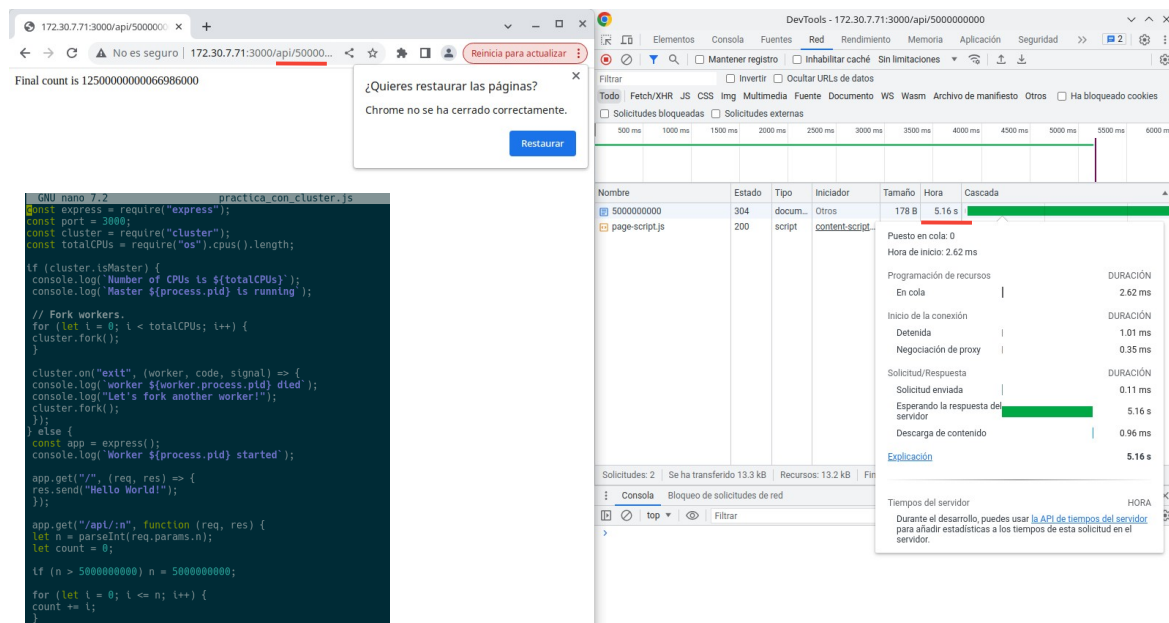 172.30.7.71:3000/api/5000000
No es seguro | 172.30.7.71:3000/api/50000...
Reinicia para actualizar
Final count is 12500000000066986000
¿Quieres restaurar las páginas?
Chrome no se ha cerrado correctamente.
Restaurar
GNU nano 7.2 practica_con_cluster.js
const express = require("express");
const port = 3000;
const cluster = require("cluster");
const totalCPUs = require("os").cpus().length;
if (cluster.isMaster) {
console.log(`Number of CPUs is ${totalCPUs}`);
console.log(`Master ${process.pid} is running`);
// Fork workers.
for (let i = 0; i < totalCPUs; i++) {
cluster.fork();
}
cluster.on("exit", (worker, code, signal) => {
console.log(`worker ${worker.process.pid} died`);
console.log("Let's fork another worker!");
cluster.fork();
});
} else {
const app = express();
console.log(`Worker ${process.pid} started`);
app.get("/", (req, res) => {
res.send("Hello World!");
});
app.get("/api/:n", function (req, res) {
let n = parseInt(req.params.n);
let count = 0;
if (n > 5000000000) n = 5000000000;
for (let i = 0; i <= n; i++) {
count += i;
}
DevTools - 172.30.7.71:3000/api/5000000000
Elementos Consola Fuentes Red Rendimiento Memoria Aplicación Seguridad 2
Mantener registro Inhabilitar caché Sin limitaciones
Filtrar Invertir Ocultar URLs de datos
Todo Fetch/XHR JS CSS Img Multimedia Fuente Documento WS Wasm Archivo de manifiesto Otros Ha bloqueado cookies
Solicitudes bloqueadas Solicitudes externas
500 ms 1000 ms 1500 ms 2000 ms 2500 ms 3000 ms 3500 ms 4000 ms 4500 ms 5000 ms 5500 ms 6000 m
Nombre Estado Tipo Iniciador Tamaño Hora Cascada
5000000000 304 docum... Otros 178 B 5.16 s
page-script.js 200 script content-script...
Puesto en cola: 0
Hora de inicio: 2.62 ms
Programación de recursos DURACIÓN
En cola 2.62 ms
Inicio de la conexión DURACIÓN
Detenida 1.01 ms
Negociación de proxy 0.35 ms
Solicitud/Respuesta DURACIÓN
Solicitud enviada 0.11 ms
Esperando la respuesta del
servidor 5.16 s
Descarga de contenido 0.96 ms
Explicación 5.16 s
Tiempos del servidor HORA
Durante el desarrollo, puedes usar la API de tiempos del servidor
para añadir estadísticas a los tiempos de esta solicitud en el
servidor.
Solicitudes: 2 Se ha transferido 13.3 kB Recursos: 13.2 kB Fin
Consola Bloqueo de solicitudes de red
top Filtrar